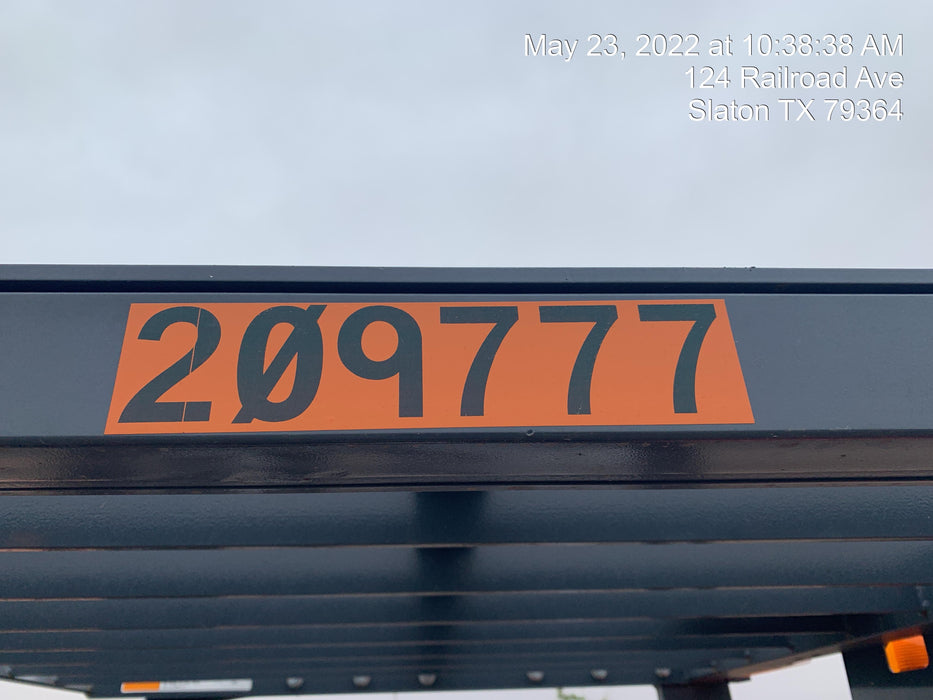 May 23, 2022 at 10:38:38 AM
124 Railroad Ave
Slaton TX 79364
2Ø9777